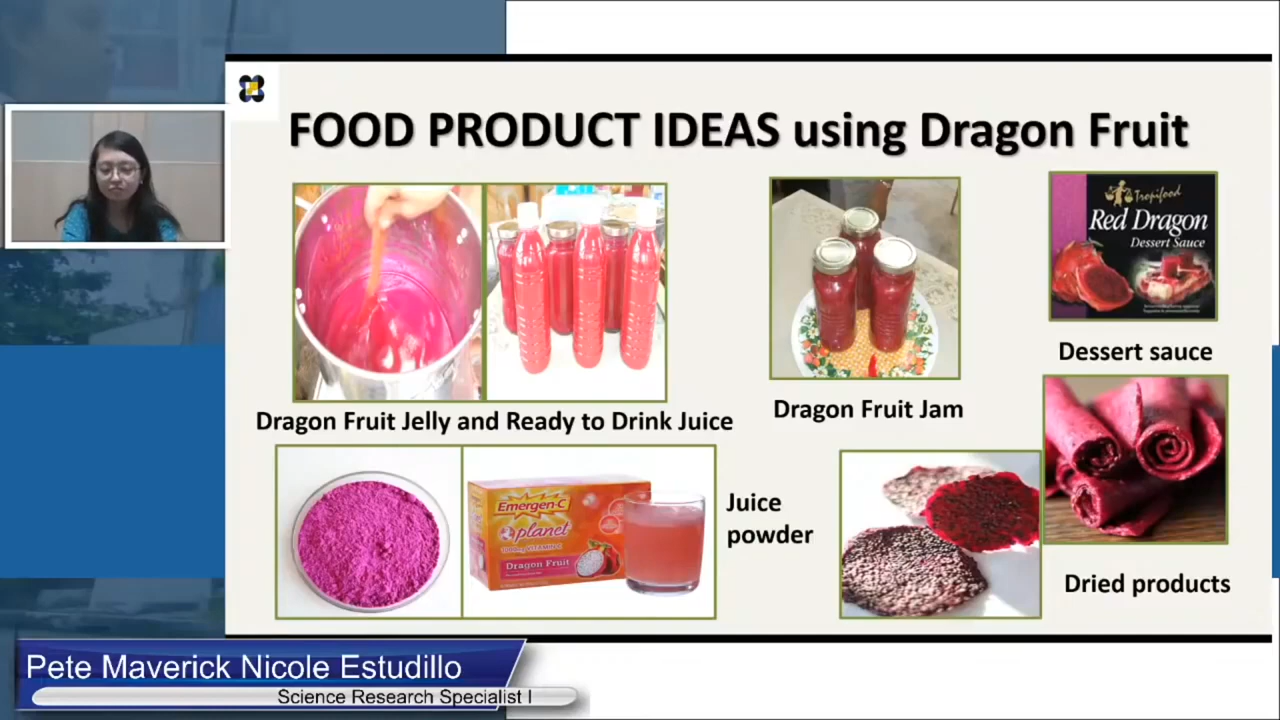 FOOD PRODUCT IDEAS using Dragon Fruit
Tropifood
Red Dragon
Dessert Sauce
Dessert sauce
Dragon Fruit Jelly and Ready to Drink Juice
Dragon Fruit Jam
Emergen-C
planet
Dragon Fruit
Juice
powder
Dried products
Pete Maverick Nicole Estudillo
Science Research Specialist I